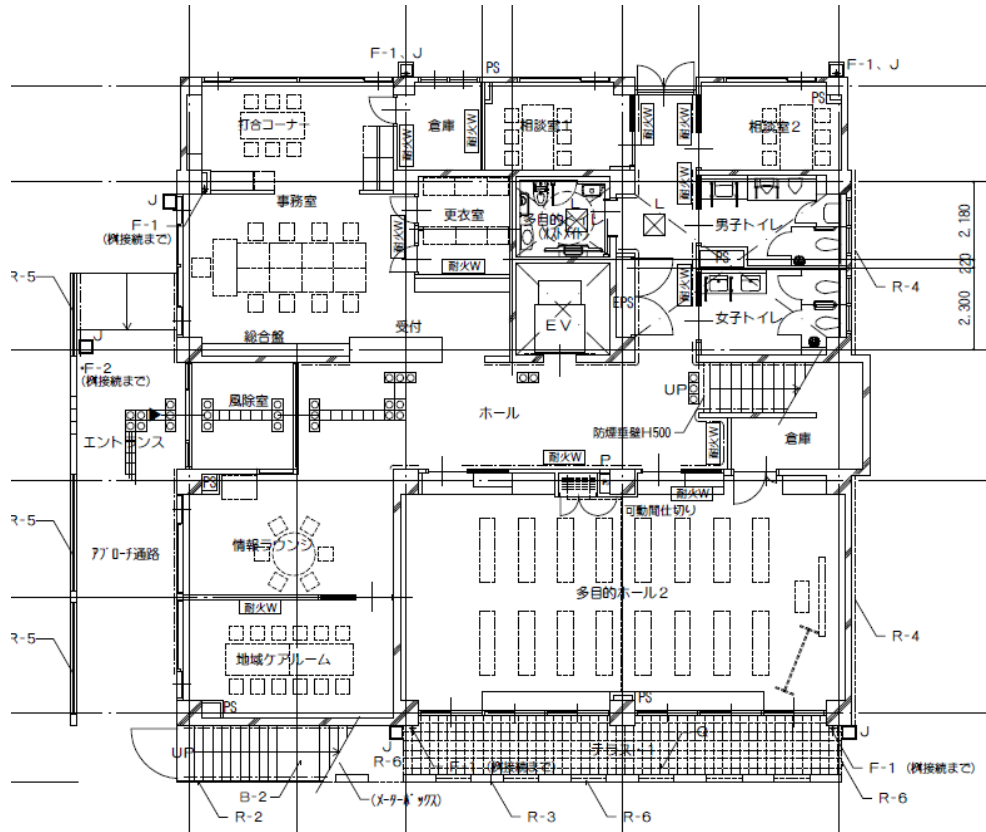 F-1、J
F-1、J
PS
PS
打合コーナー
倉庫
耐火W
耐火W
相談室1
耐火W
耐火W
相談室2
耐火W
事務室
J
F-1
(桝接続まで)
更衣室
耐火W
耐火W
多目的トイレ
(オストメイト)
L
L
男子トイレ
PS
2,180
220
2,300
R-5
R-4
EPS
耐火W
女子トイレ
EV
受付
総合盤
J
F-2
(桝接続まで)
風除室
エントランス
ホール
UP
防煙垂壁H500
耐火W
倉庫
耐火W
P
耐火W
可動間仕切り
PS
R-5
アプローチ通路
情報ラウンジ
多目的ホール2
耐火W
R-4
R-5
地域ケアルーム
PS
PS
UP
J
R-6
F-1 (桝接続まで)
テラス・1
Q
J
F-1 (桝接続まで)
R-6
B-2
(メーターボックス)
R-2
R-3
R-6